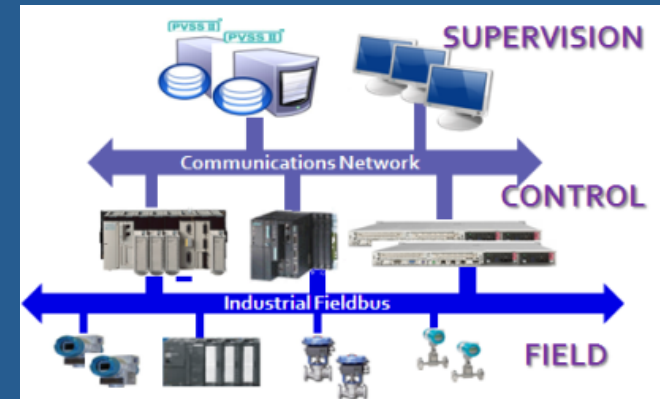 PVSS II
PVSS II
SUPERVISION
Communications Network
CONTROL
Industrial Fieldbus
FIELD